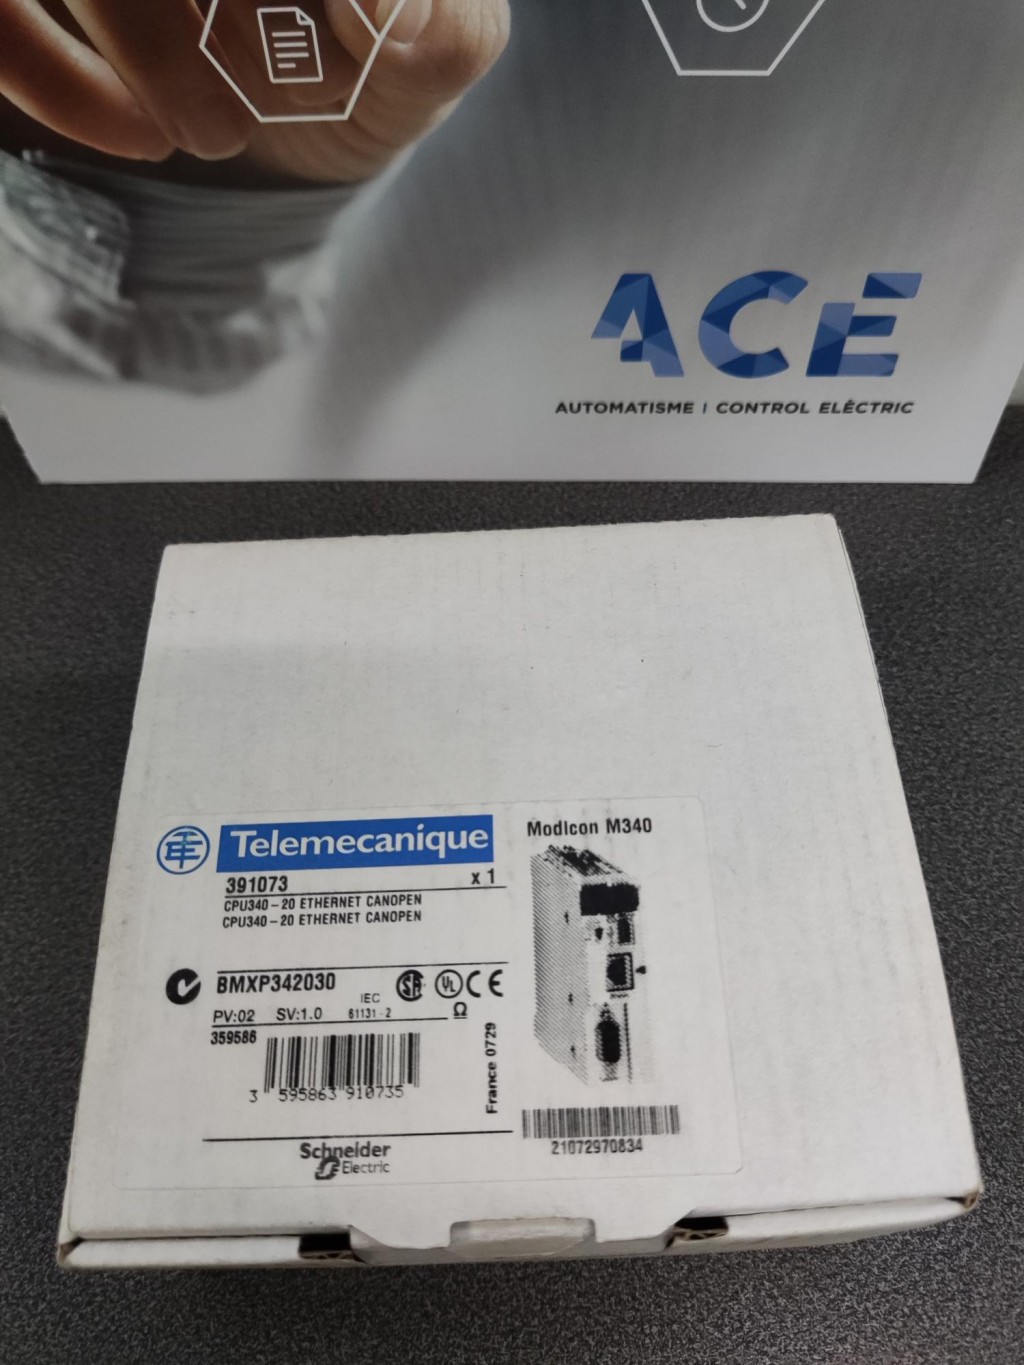 ACE
AUTOMATISME | CONTROL ELÈCTRIC
Telemecanique
Modicon M340
391073 x 1
CPU340-20 ETHERNET CANOPEN
CPU340-20 ETHERNET CANOPEN
BMXP342030
PV:02 SV:1.0 IEC 61131-2
359586
3 595863 910735
France 0729
21072970834
Schneider
Electric